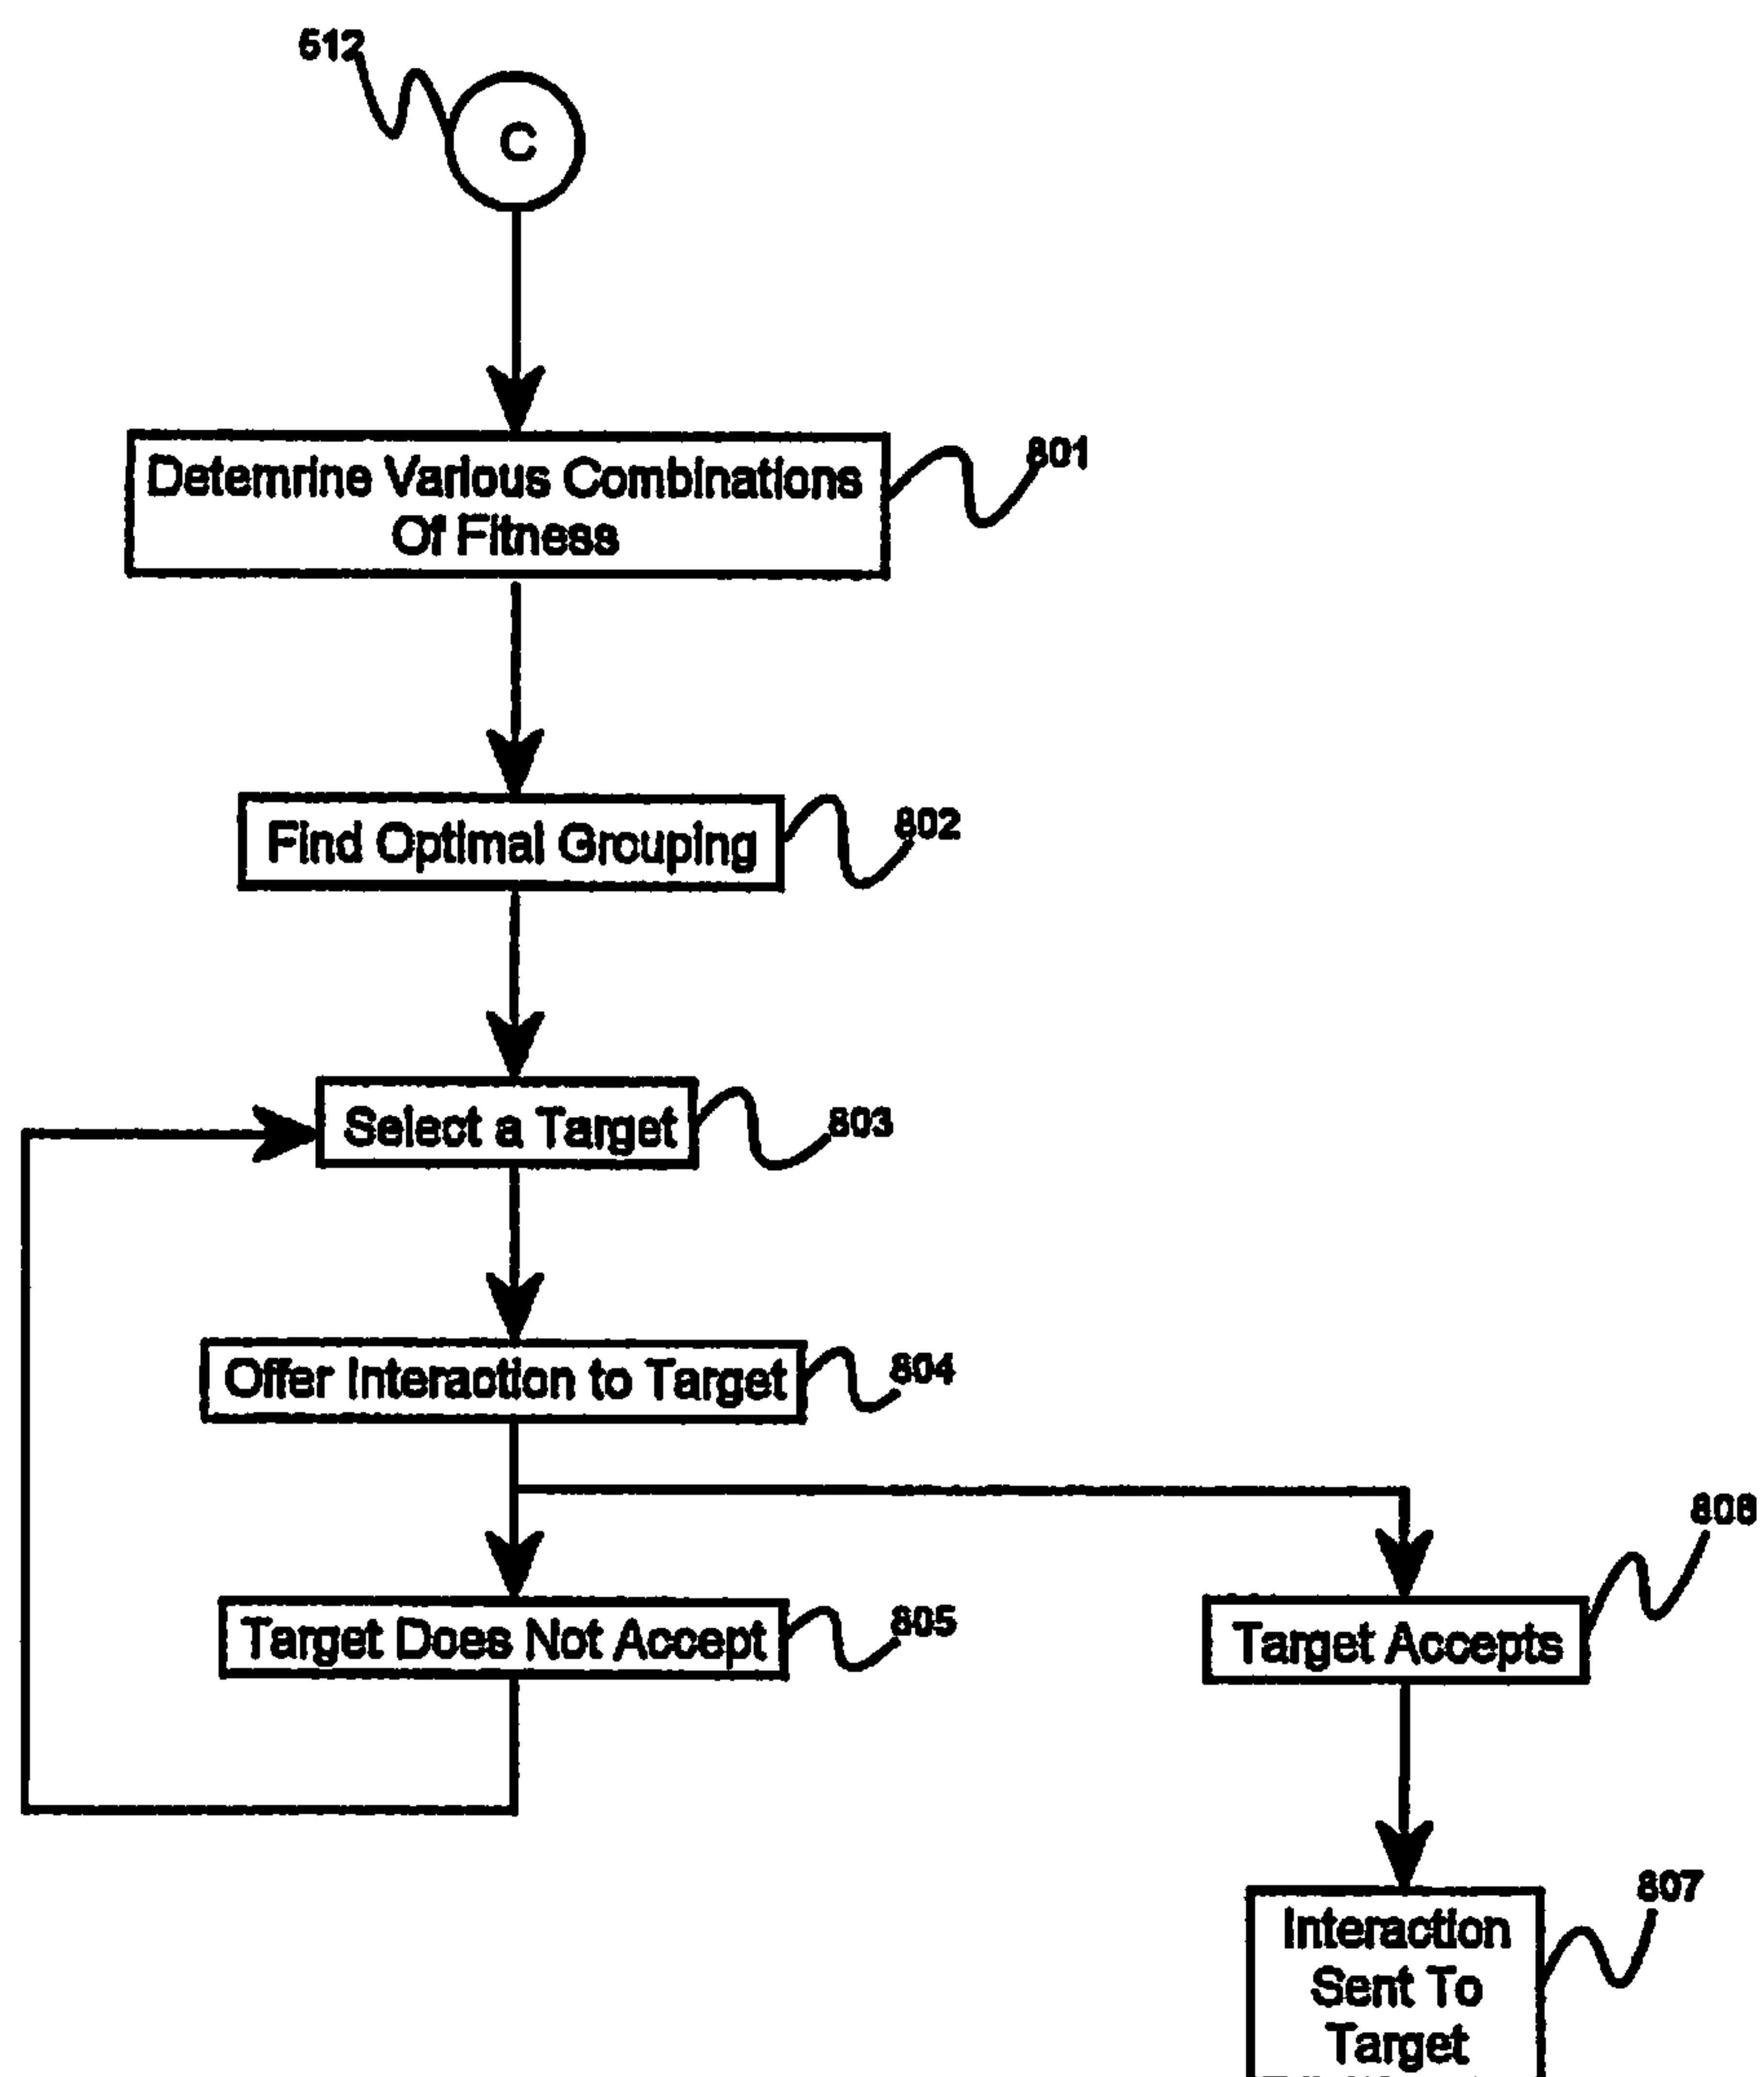 512
C
801
Detemrine Various Combinations
Of Fitness
802
Find Optimal Grouping
803
Select a Target
804
Offer Interaction to Target
806
805
Target Does Not Accept
Target Accepts
807
Interaction
Sent To
Target